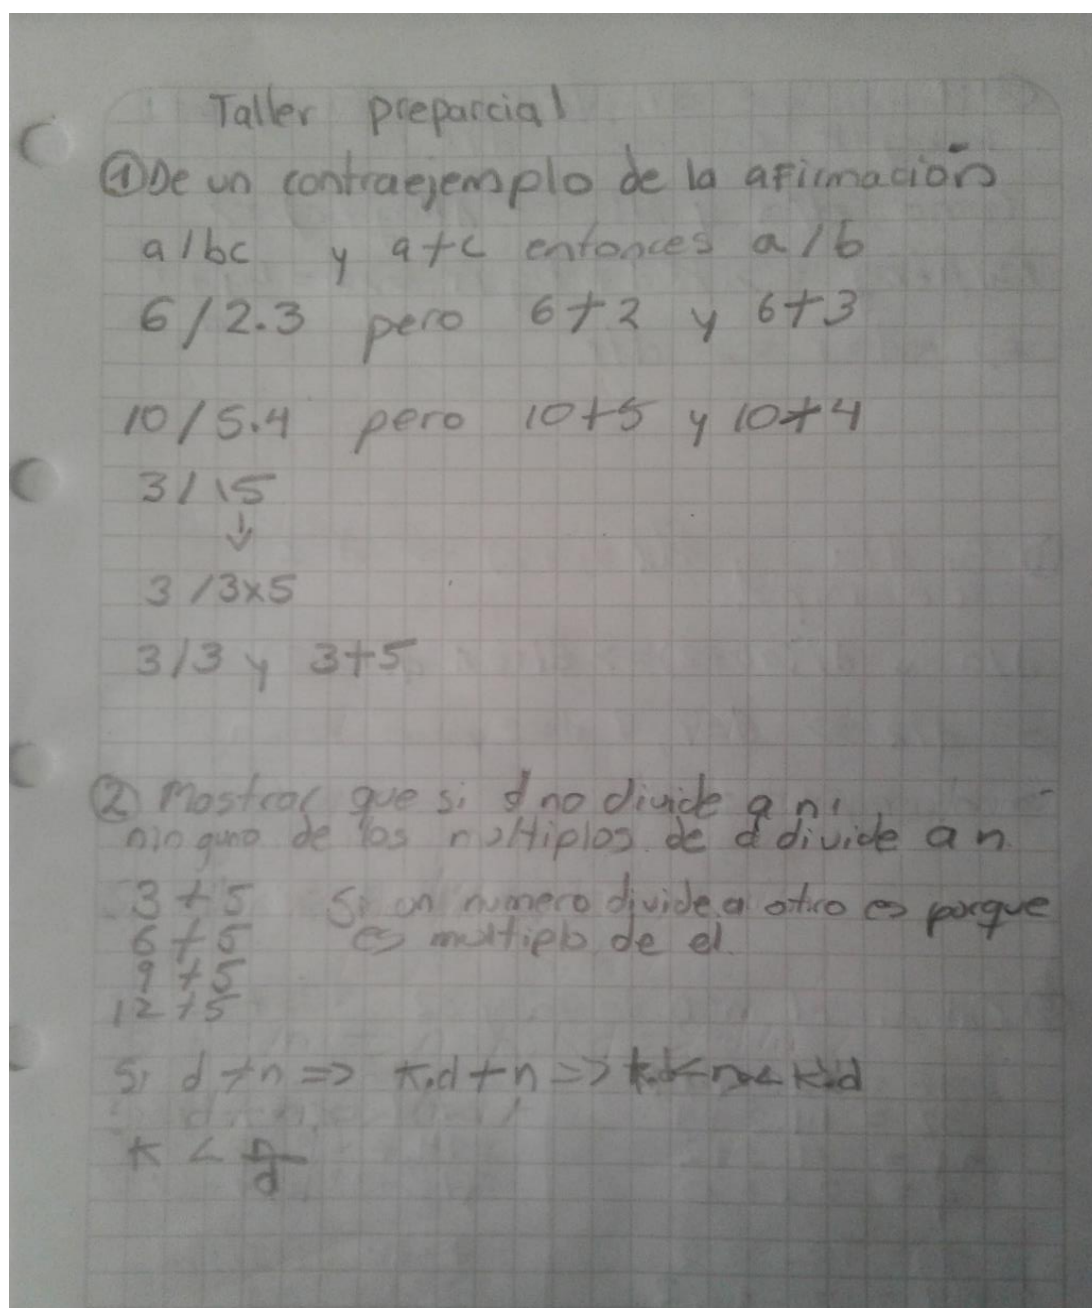 Taller preparcial
① De un contraejemplo de la afirmación
a/bc y a∤c entonces a/b
6/2.3 pero 6∤2 y 6∤3
10/5.4 pero 10∤5 y 10∤4
3/15
↓
3/3x5
3/3 y 3∤5
② Mostrar que si d no divide a n,
ninguno de los multiplos de d divide a n
3∤5 Si un numero divide a otro es porque
6∤5 es multiplo de el.
9∤5
12∤5
Si d∤n => k.d∤n =>
k < n/d